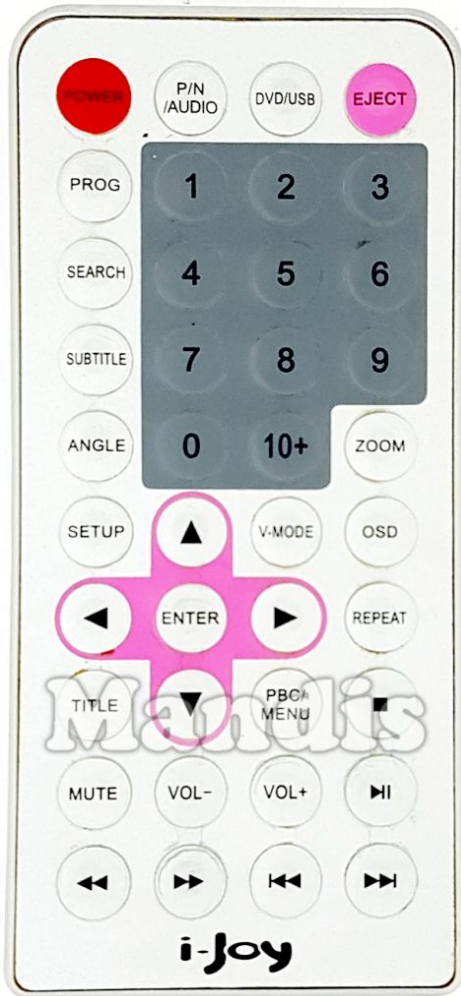 POWER P/N DVD/USB EJECT
/AUDIO
PROG 1 2 3
SEARCH 4 5 6
SUBTITLE 7 8 9
ANGLE 0 10+ ZOOM
SETUP V-MODE OSD
ENTER REPEAT
TITLE PBC/
MENU
Mandis
MUTE VOL- VOL+
i-Joy